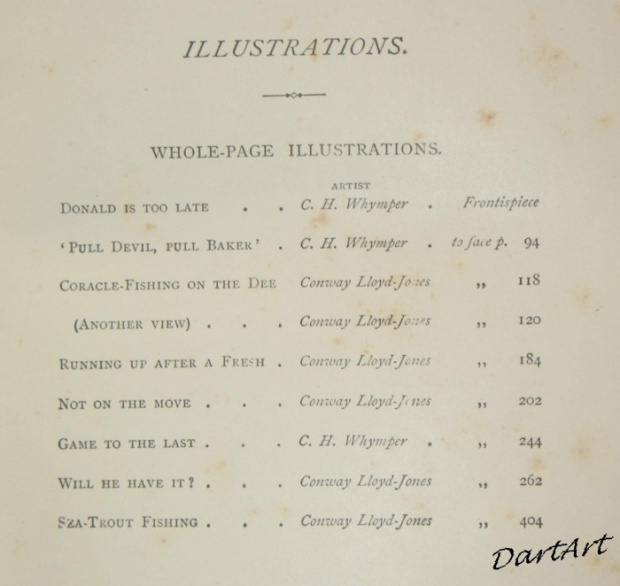 ILLUSTRATIONS.
WHOLE-PAGE ILLUSTRATIONS.
ARTIST
DONALD IS TOO LATE . . C. H. Whymper . Frontispiece
‘PULL DEVIL, PULL BAKER’ . C. H. Whymper . to face p. 94
CORACLE-FISHING ON THE DEE Conway Lloyd-Jones ,, 118
(ANOTHER VIEW) . . . Conway Lloyd-Jones ,, 120
RUNNING UP AFTER A FRESH . Conway Lloyd-Jones ,, 184
NOT ON THE MOVE . . . Conway Lloyd-Jones ,, 202
GAME TO THE LAST . . . C. H. Whymper . ,, 244
WILL HE HAVE IT? . . . Conway Lloyd-Jones ,, 262
SZA-TROUT FISHING . . . Conway Lloyd-Jones ,, 404
DartArt